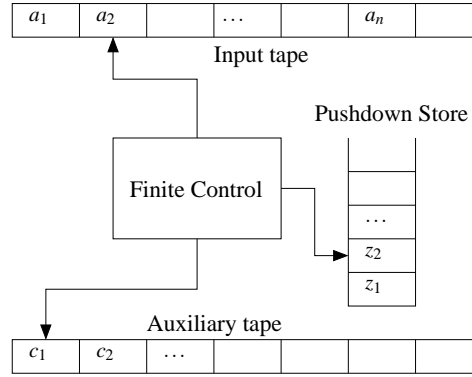 a₁ a₂ … aₙ
Input tape
Pushdown Store
Finite Control
…
z₂
z₁
Auxiliary tape
c₁ c₂ …